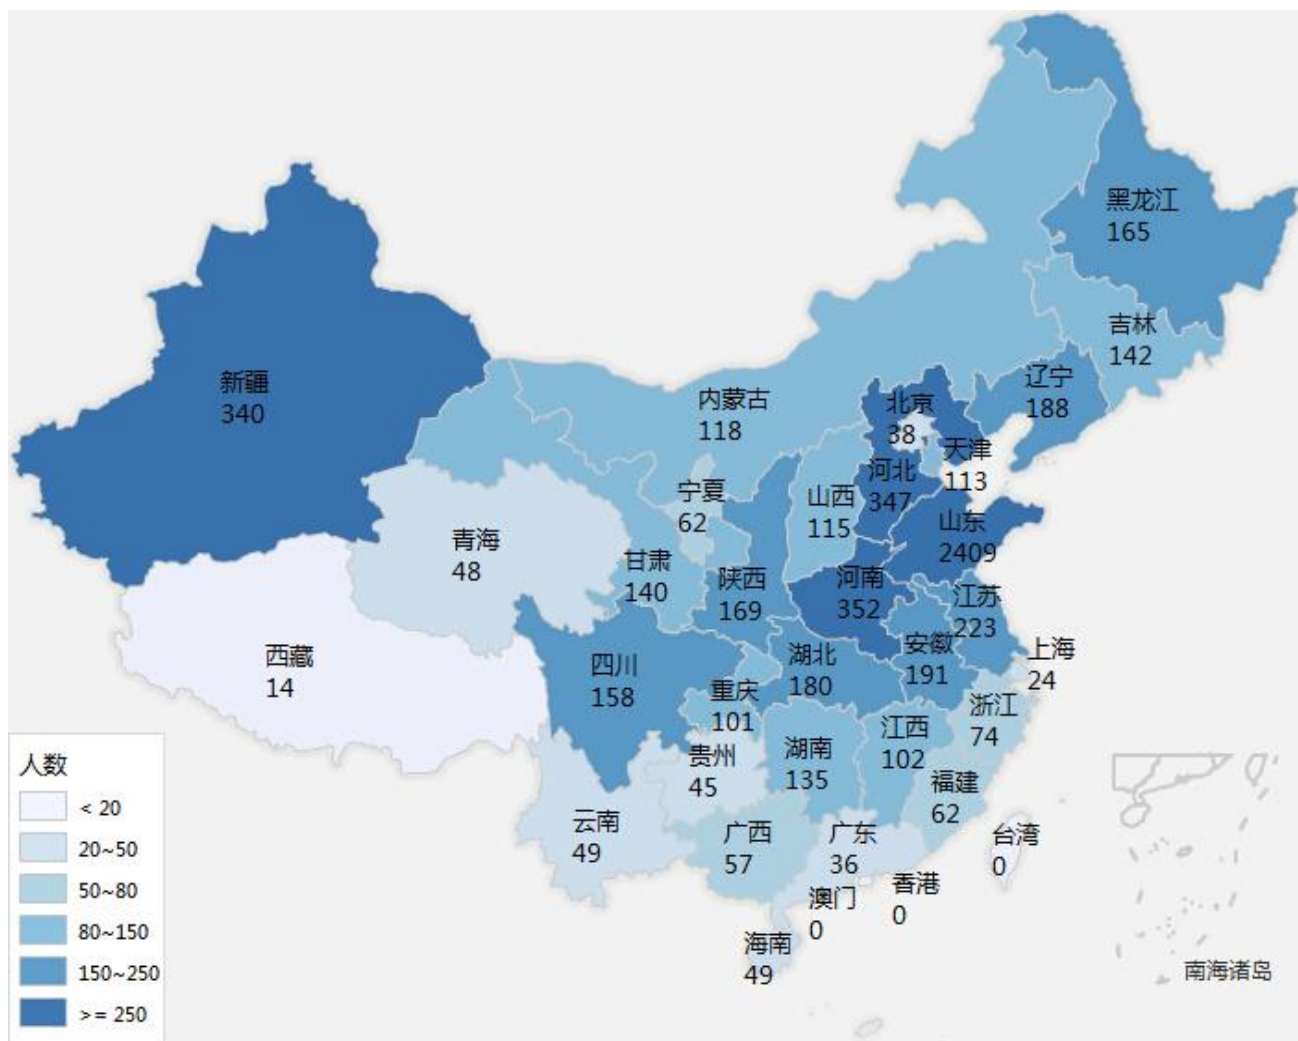 黑龙江
165
吉林
142
辽宁
188
新疆
340
内蒙古
118
北京
38
天津
113
河北
347
山西
115
宁夏
62
山东
2409
青海
48
甘肃
140
陕西
169
河南
352
江苏
223
安徽
191
上海
24
西藏
14
四川
158
湖北
180
重庆
101
浙江
74
江西
102
湖南
135
贵州
45
福建
62
云南
49
广西
57
广东
36
台湾
0
香港
0
澳门
0
海南
49
南海诸岛
人数
< 20
20~50
50~80
80~150
150~250
>= 250